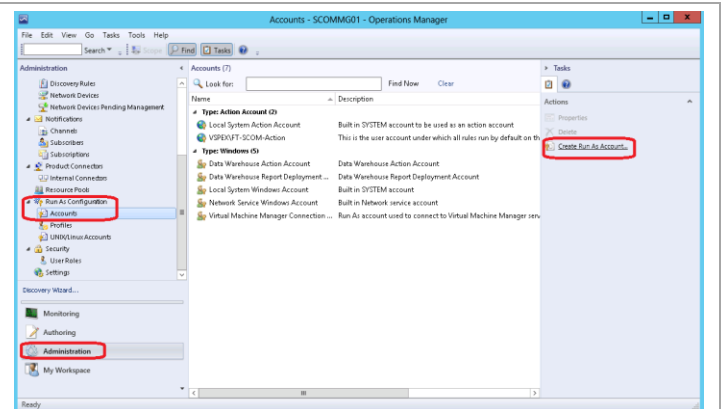 Accounts - SCOMMG01 - Operations Manager
File Edit View Go Tasks Tools Help
Search Scope Find Tasks
Administration
Discovery Rules
Network Devices
Network Devices Pending Management
Notifications
Channels
Subscribers
Subscriptions
Product Connectors
Internal Connectors
Resource Pools
Run As Configuration
Accounts
Profiles
UNIX/Linux Accounts
Security
User Roles
Settings
Discovery Wizard...
Monitoring
Authoring
Administration
My Workspace
Accounts (7)
Look for: Find Now Clear
Name Description
Type: Action Account (2)
Local System Action Account Built in SYSTEM account to be used as an action account
VSPEX\FT-SCOM-Action This is the user account under which all rules run by default on th
Type: Windows (5)
Data Warehouse Action Account Data Warehouse Action Account
Data Warehouse Report Deployment ... Data Warehouse Report Deployment Account
Local System Windows Account Built in SYSTEM account
Network Service Windows Account Built in Network service account
Virtual Machine Manager Connection ... Run As account used to connect to Virtual Machine Manager serv
Tasks
Actions
Properties
Delete
Create Run As Account...
Ready